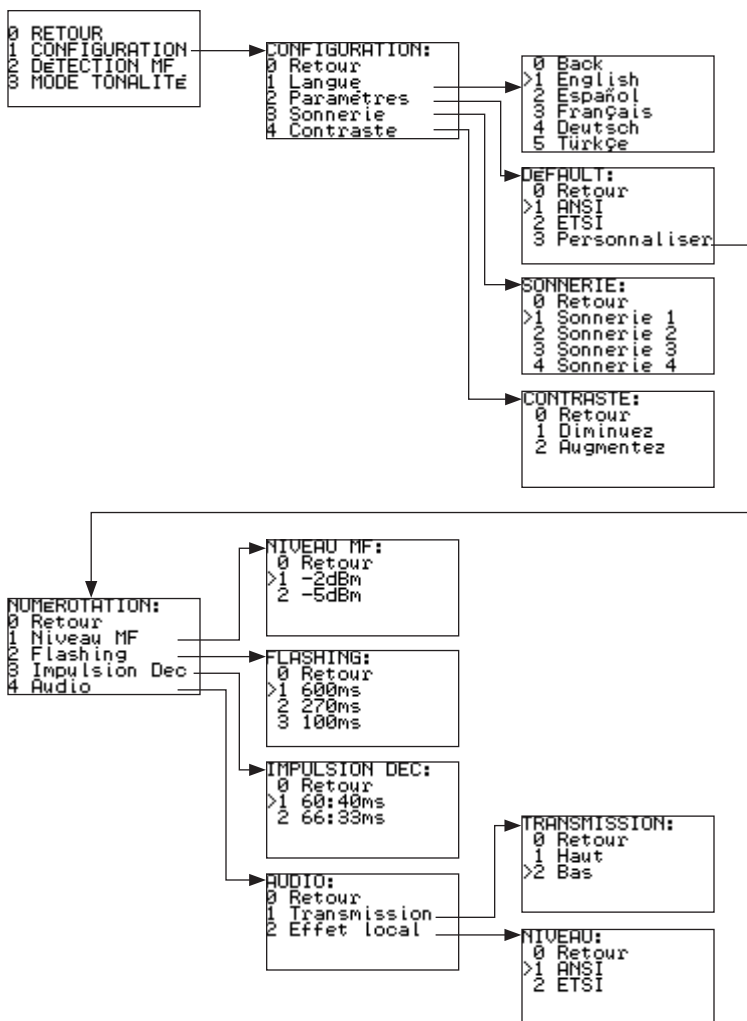 0 RETOUR
1 CONFIGURATION
2 DÉTECTION MF
3 MODE TONALITÉ
CONFIGURATION:
0 Retour
1 Langue
2 Paramétres
3 Sonnerie
4 Contraste
0 Back
>1 English
2 Español
3 Français
4 Deutsch
5 Türkçe
DÉFAULT:
0 Retour
>1 ANSI
2 ETSI
3 Personnaliser
SONNERIE:
0 Retour
>1 Sonnerie 1
2 Sonnerie 2
3 Sonnerie 3
4 Sonnerie 4
CONTRASTE:
0 Retour
1 Diminuez
2 Augmentez
NUMÉROTATION:
0 Retour
1 Niveau MF
2 Flashing
3 Impulsion Dec
4 Audio
NIVEAU MF:
0 Retour
>1 -2dBm
2 -5dBm
FLASHING:
0 Retour
>1 600ms
2 270ms
3 100ms
IMPULSION DEC:
0 Retour
>1 60:40ms
2 66:33ms
AUDIO:
0 Retour
1 Transmission
2 Effet local
TRANSMISSION:
0 Retour
1 Haut
>2 Bas
NIVEAU:
0 Retour
>1 ANSI
2 ETSI